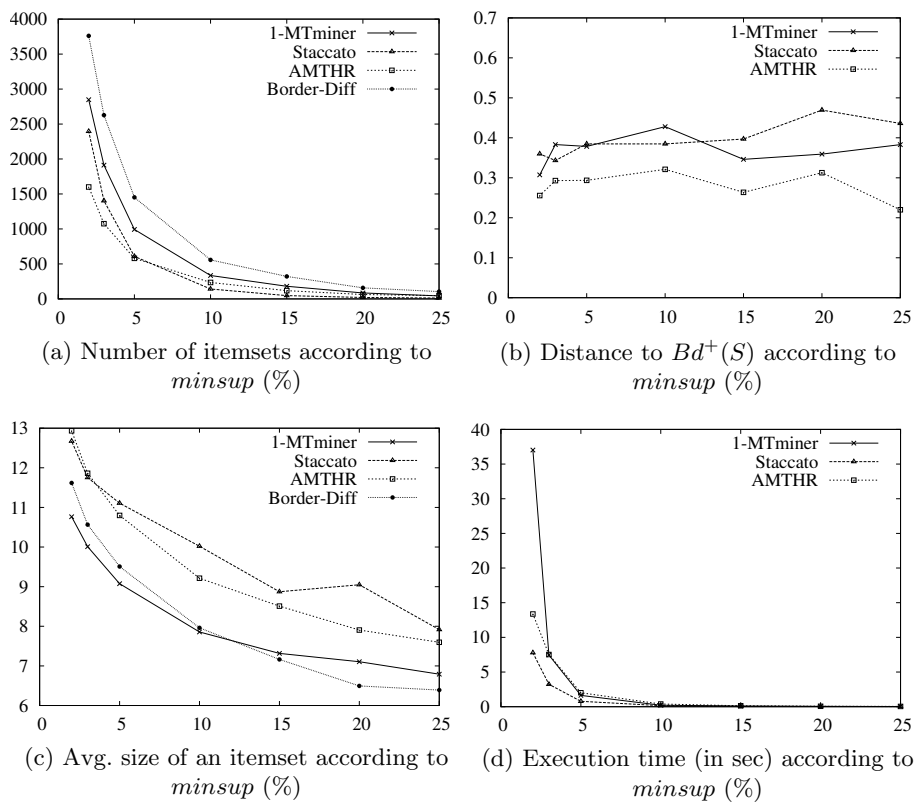 1-MTminer
Staccato
AMTHR
Border-Diff
4000
3500
3000
2500
2000
1500
1000
500
0
0 5 10 15 20 25
(a) Number of itemsets according to
minsup (%)
1-MTminer
Staccato
AMTHR
0.7
0.6
0.5
0.4
0.3
0.2
0.1
0
0 5 10 15 20 25
(b) Distance to Bd⁺(S) according to
minsup (%)
1-MTminer
Staccato
AMTHR
Border-Diff
13
12
11
10
9
8
7
6
0 5 10 15 20 25
(c) Avg. size of an itemset according to
minsup (%)
1-MTminer
Staccato
AMTHR
40
35
30
25
20
15
10
5
0
0 5 10 15 20 25
(d) Execution time (in sec) according to
minsup (%)